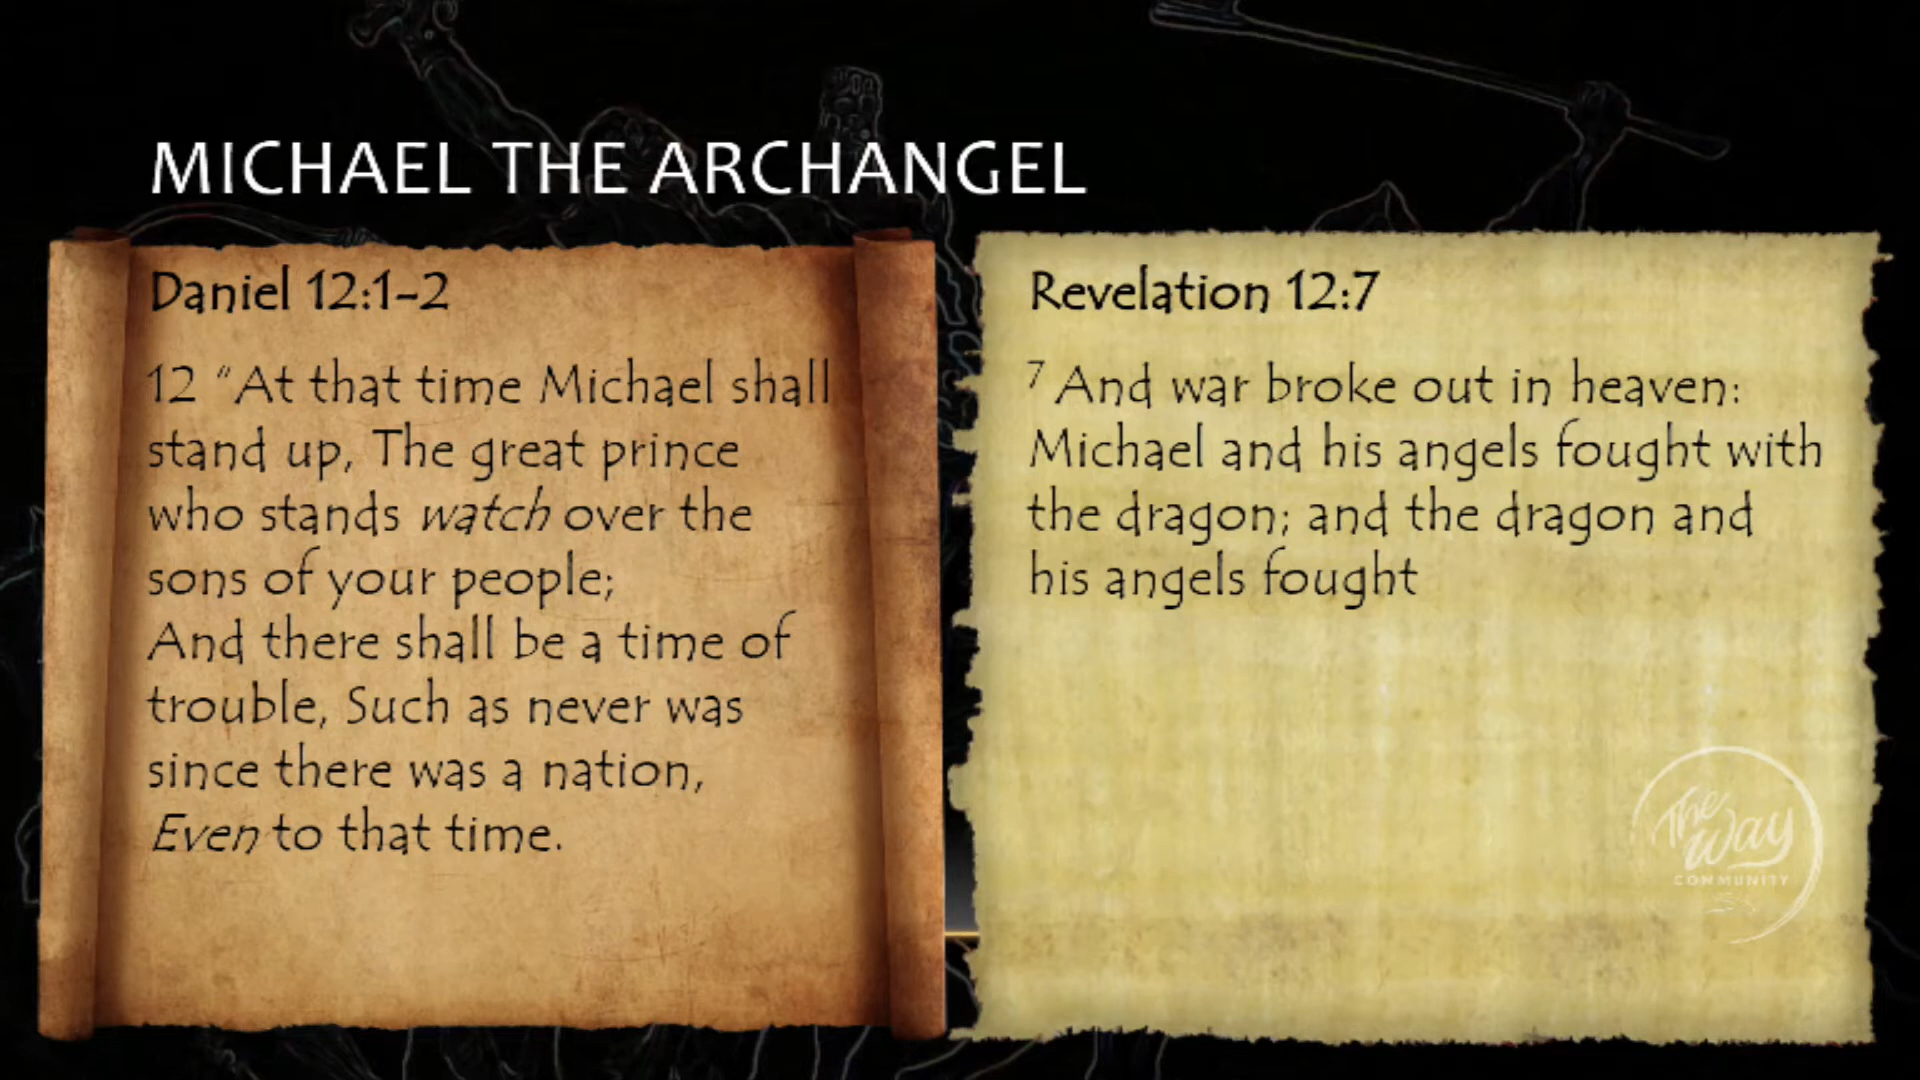 MICHAEL THE ARCHANGEL
Daniel 12:1-2
12 “At that time Michael shall
stand up, The great prince
who stands watch over the
sons of your people;
And there shall be a time of
trouble, Such as never was
since there was a nation,
Even to that time.
Revelation 12:7
7 And war broke out in heaven:
Michael and his angels fought with
the dragon; and the dragon and
his angels fought
The
Way
COMMUNITY